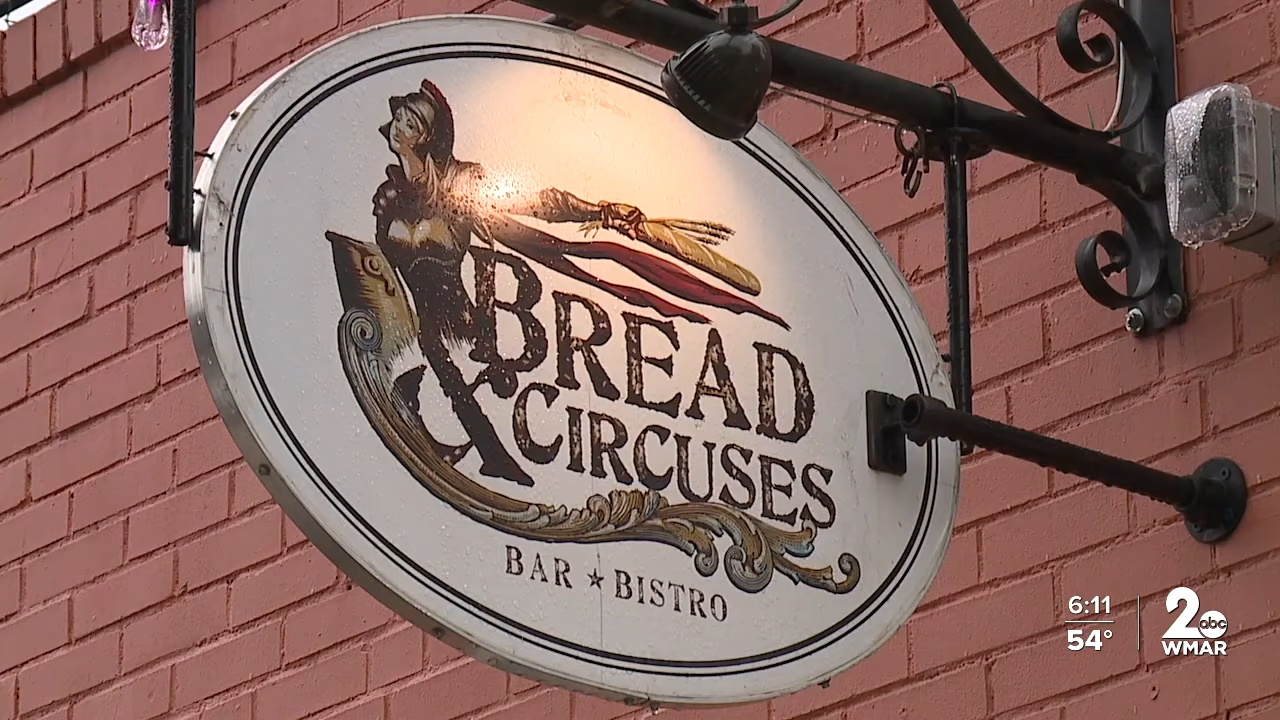 BREAD
& CIRCUSES
BAR ★ BISTRO
6:11
54°
2 abc
WMAR